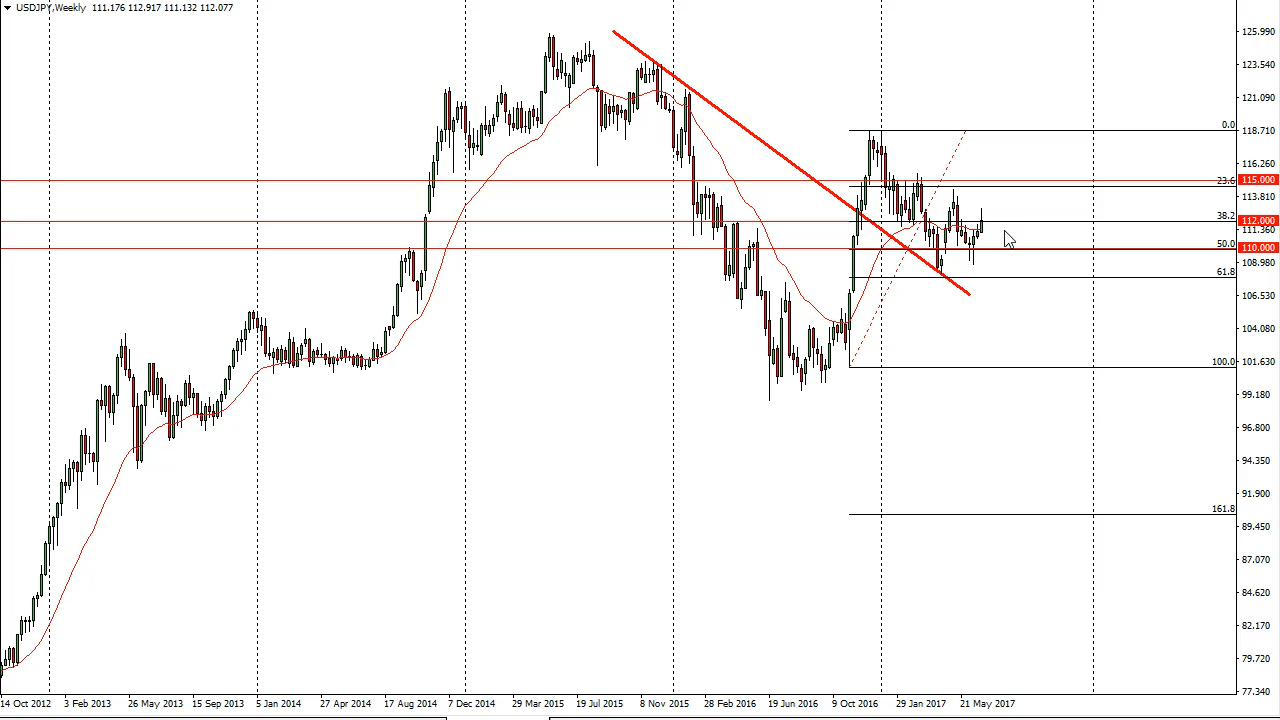 USDJPY,Weekly 111.176 112.917 111.132 112.077
125.990
123.540
121.090
0.0
118.710
116.260
23.6
115.000
113.810
38.2
112.000
111.360
50.0
110.000
108.980
61.8
106.530
104.080
100.0
101.630
99.180
96.800
94.350
91.900
161.8
89.450
87.070
84.620
82.170
79.720
77.340
14 Oct 2012
3 Feb 2013
26 May 2013
15 Sep 2013
5 Jan 2014
27 Apr 2014
17 Aug 2014
7 Dec 2014
29 Mar 2015
19 Jul 2015
8 Nov 2015
28 Feb 2016
19 Jun 2016
9 Oct 2016
29 Jan 2017
21 May 2017